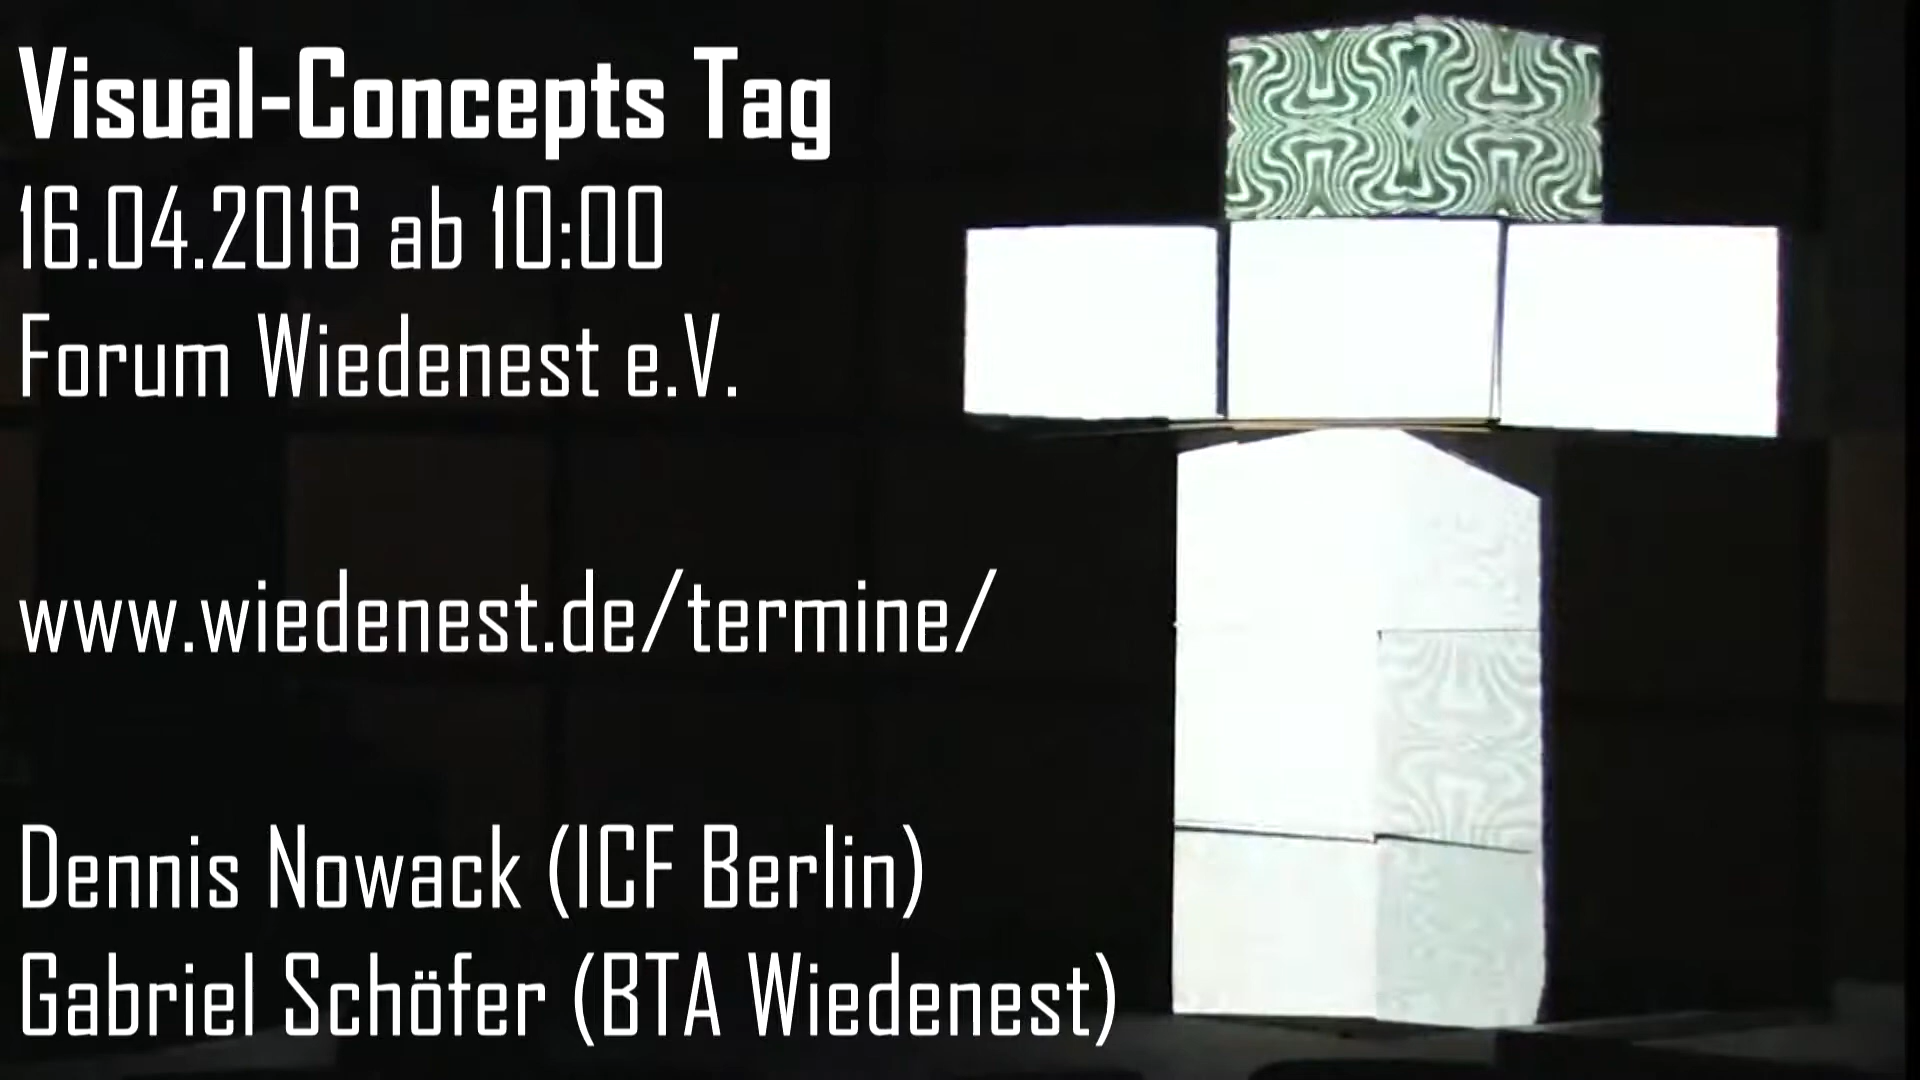 Visual-Concepts Tag
16.04.2016 ab 10:00
Forum Wiedenest e.V.
www.wiedenest.de/termine/
Dennis Nowack (ICF Berlin)
Gabriel Schöfer (BTA Wiedenest)